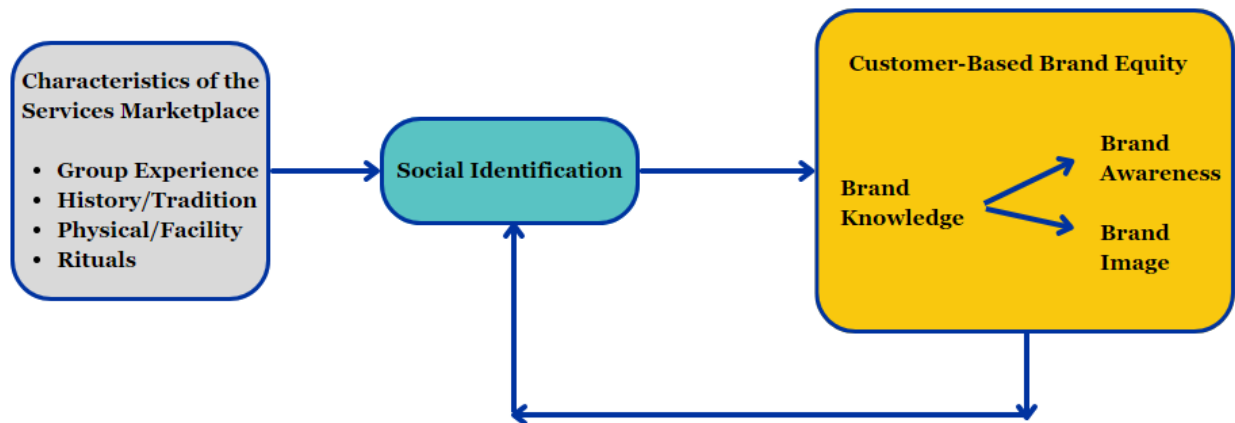 Characteristics of the
Services Marketplace
• Group Experience
• History/Tradition
• Physical/Facility
• Rituals
Social Identification
Customer-Based Brand Equity
Brand
Knowledge
Brand
Awareness
Brand
Image